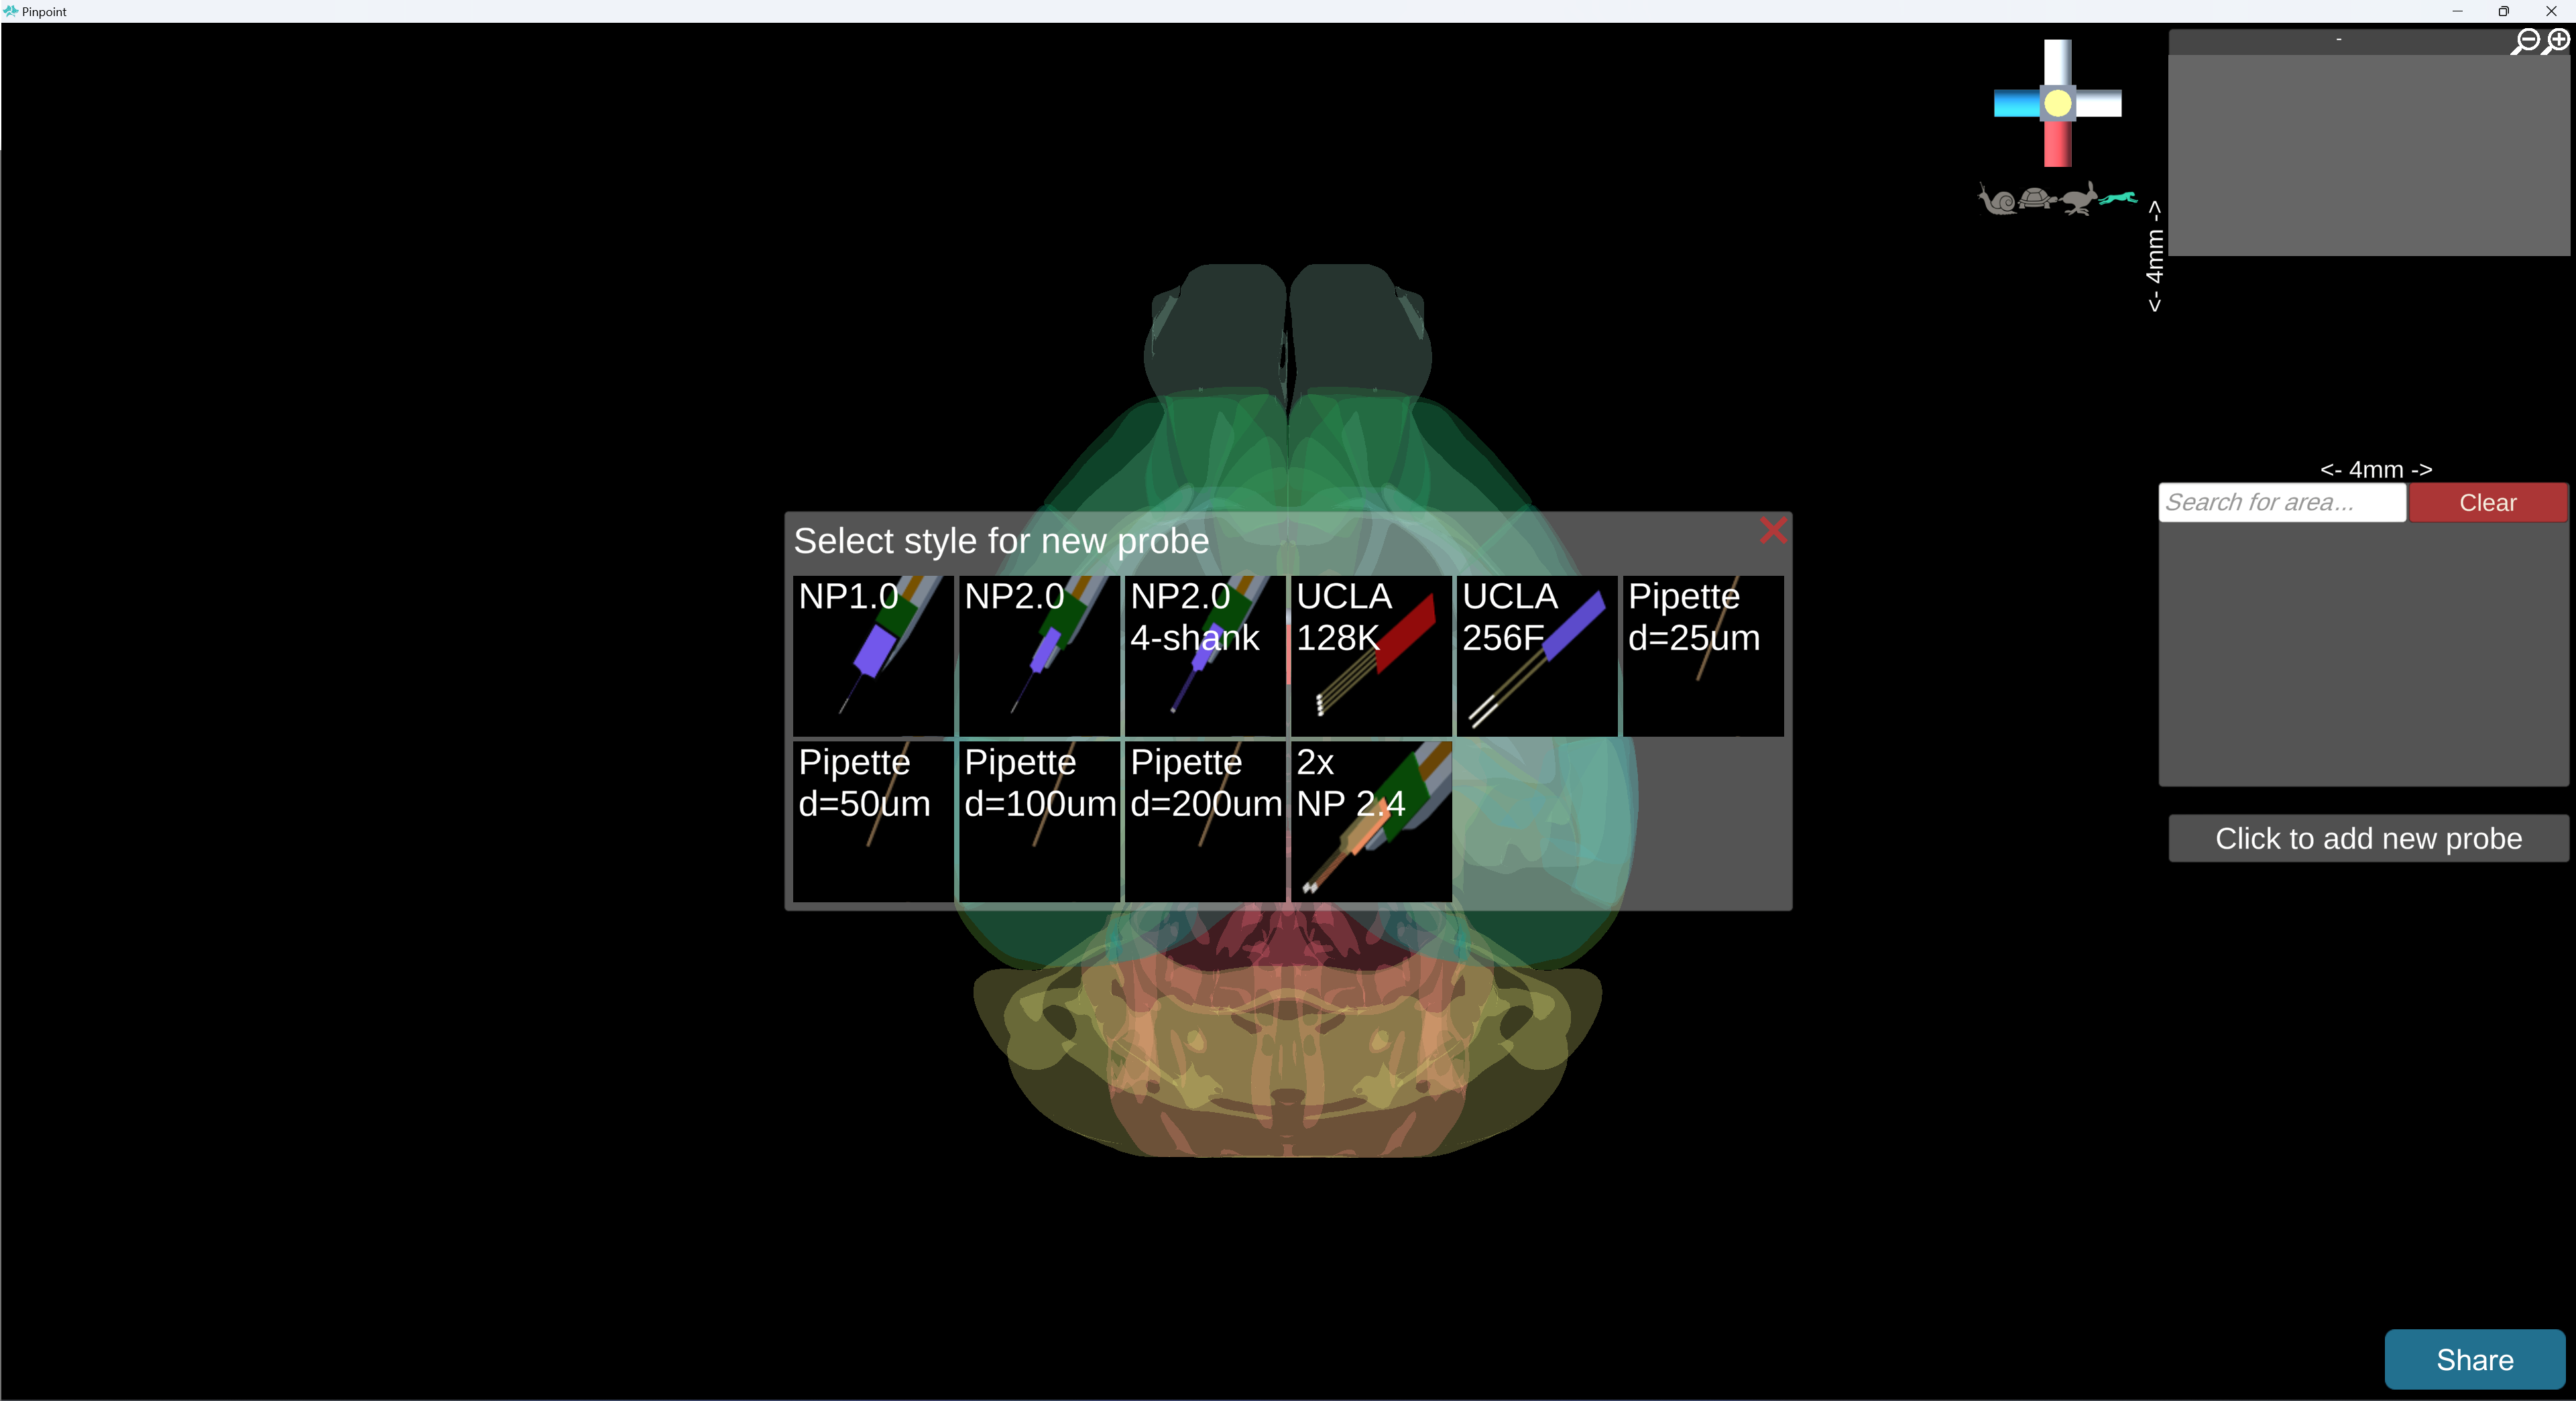 Pinpoint
-
<- 4mm ->
<- 4mm ->
Search for area...
Clear
Select style for new probe
NP1.0
NP2.0
NP2.0
4-shank
UCLA
128K
UCLA
256F
Pipette
d=25um
Pipette
d=50um
Pipette
d=100um
Pipette
d=200um
2x
NP 2.4
Click to add new probe
Share